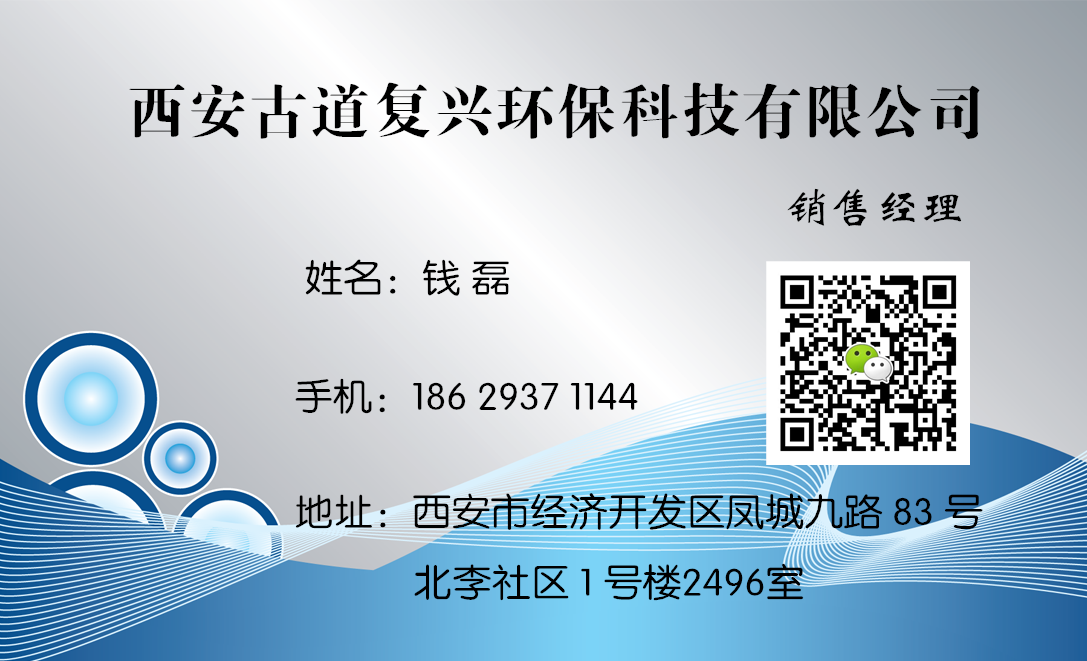 西安古道复兴环保科技有限公司
销售经理
姓名：钱 磊
手机：186 2937 1144
地址：西安市经济开发区凤城九路 83 号
北李社区 1 号楼2496室